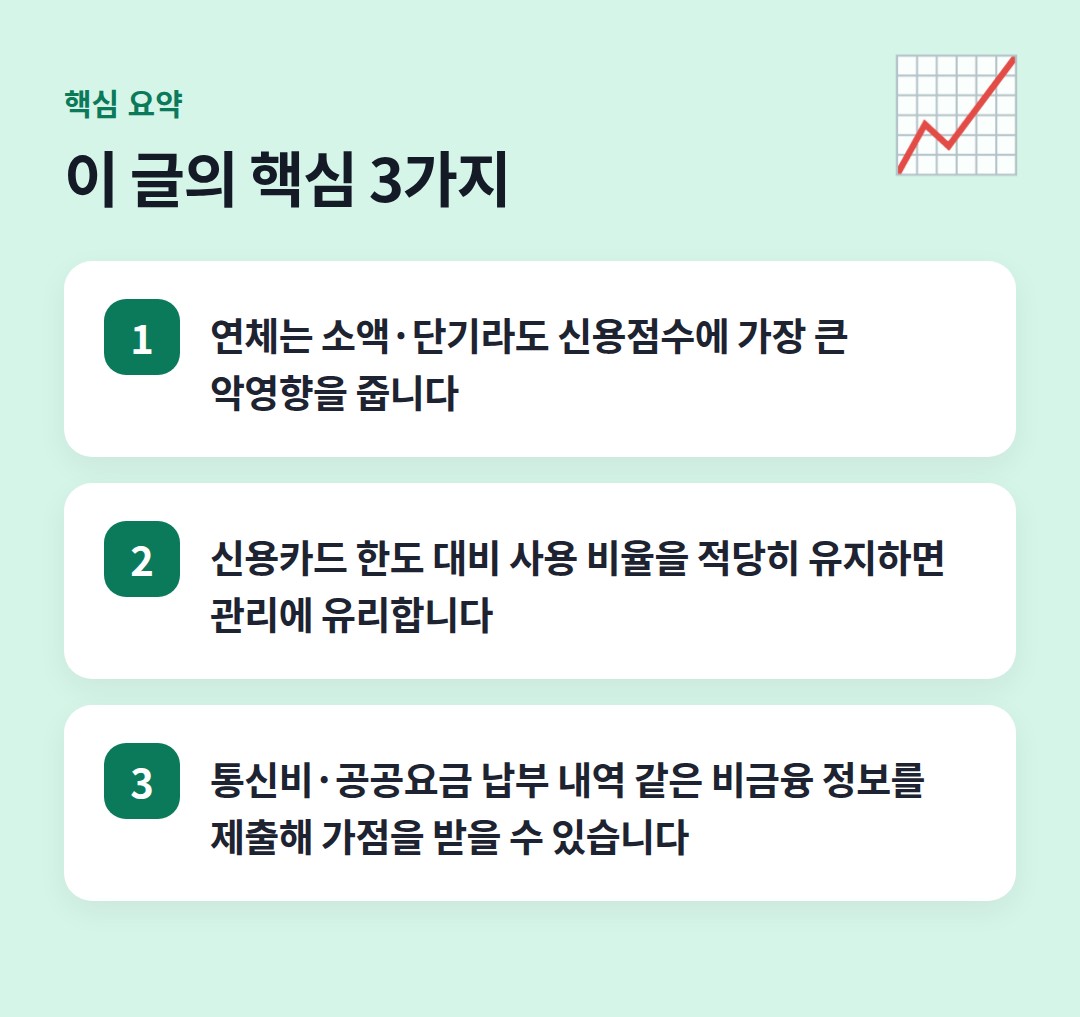 핵심 요약
이 글의 핵심 3가지
1
연체는 소액·단기라도 신용점수에 가장 큰
악영향을 줍니다
2
신용카드 한도 대비 사용 비율을 적당히 유지하면
관리에 유리합니다
3
통신비·공공요금 납부 내역 같은 비금융 정보를
제출해 가점을 받을 수 있습니다